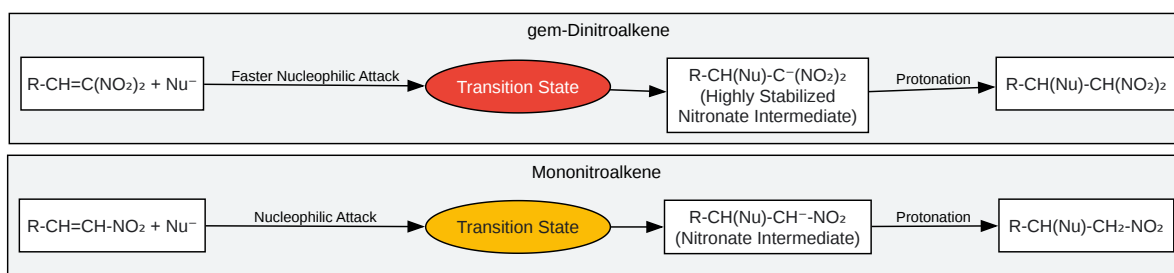 gem-Dinitroalkene
R-CH=C(NO₂)₂ + Nu⁻
Faster Nucleophilic Attack
Transition State
R-CH(Nu)-C⁻(NO₂)₂
(Highly Stabilized
Nitronate Intermediate)
Protonation
R-CH(Nu)-CH(NO₂)₂
Mononitroalkene
R-CH=CH-NO₂ + Nu⁻
Nucleophilic Attack
Transition State
R-CH(Nu)-CH⁻-NO₂
(Nitronate Intermediate)
Protonation
R-CH(Nu)-CH₂-NO₂